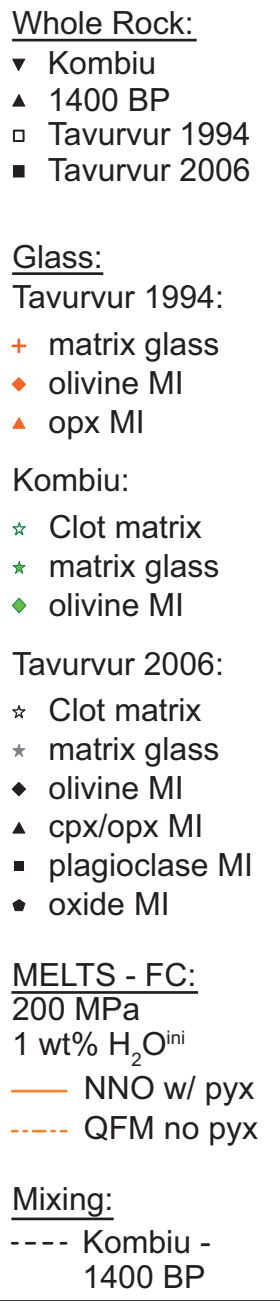 Whole Rock:
Kombiu
1400 BP
Tavurvur 1994
Tavurvur 2006
Glass:
Tavurvur 1994:
matrix glass
olivine MI
opx MI
Kombiu:
Clot matrix
matrix glass
olivine MI
Tavurvur 2006:
Clot matrix
matrix glass
olivine MI
cpx/opx MI
plagioclase MI
oxide MI
MELTS - FC:
200 MPa
1 wt% H₂Oⁱⁿⁱ
NNO w/ pyx
QFM no pyx
Mixing:
Kombiu -
1400 BP